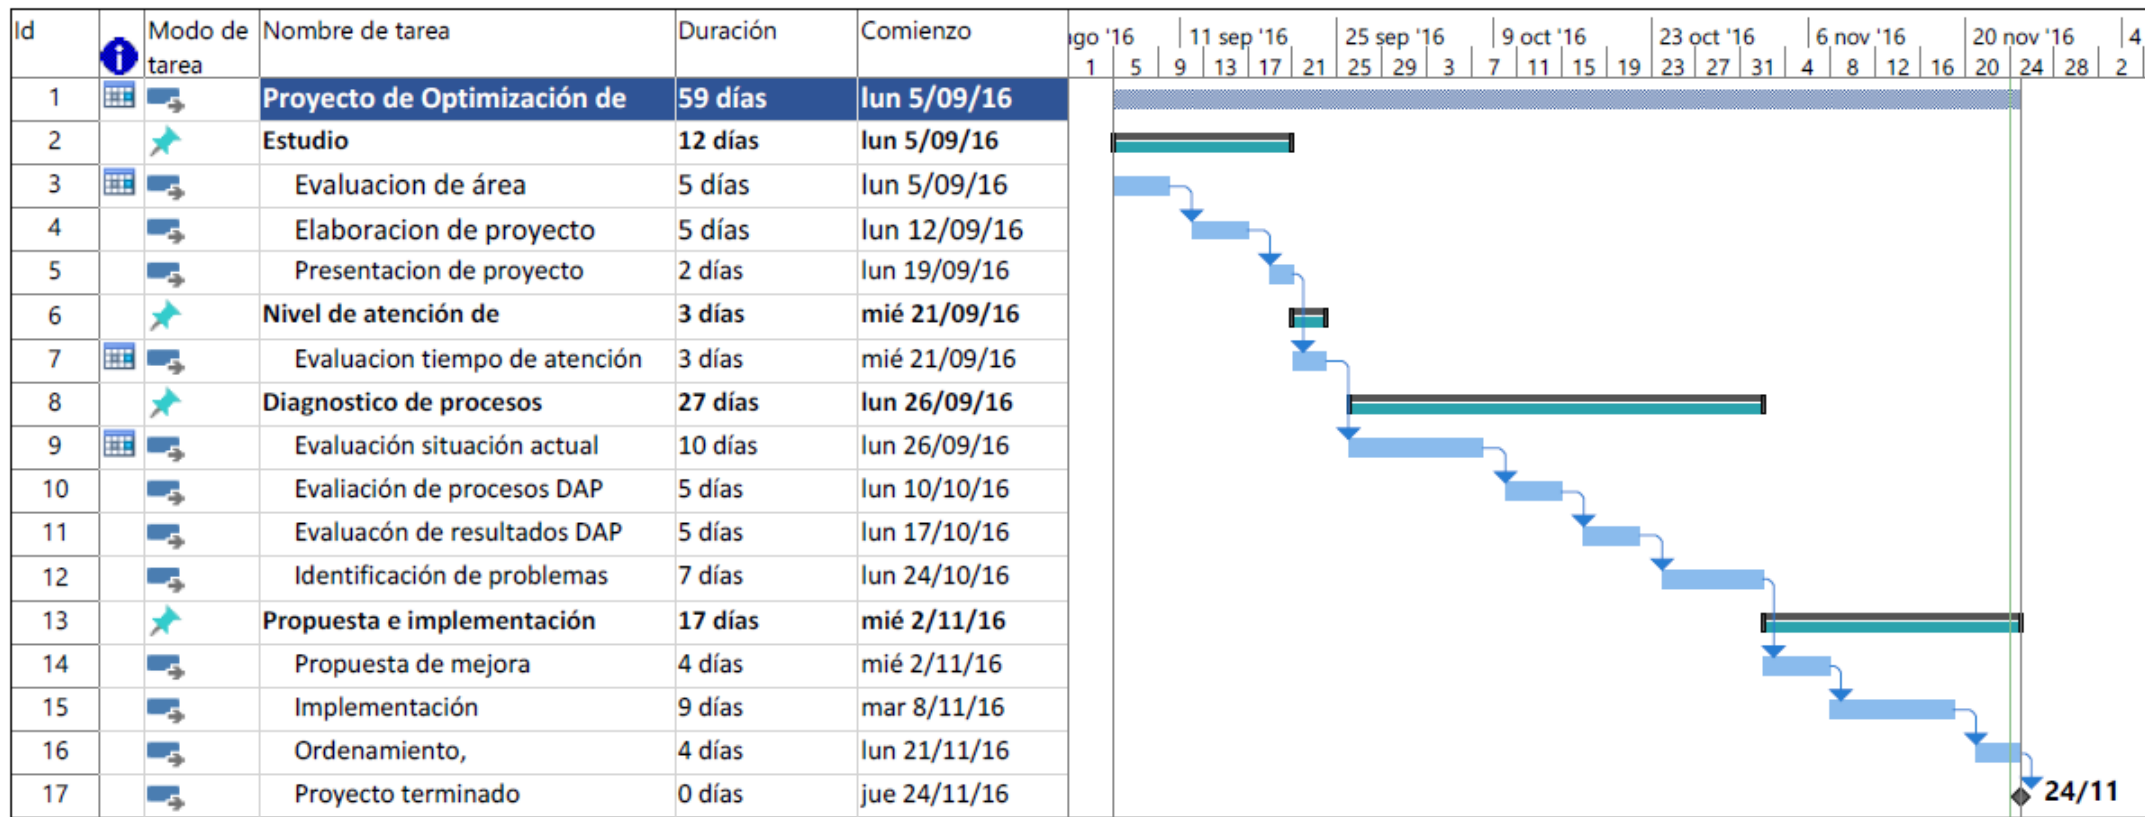 Id Modo de tarea Nombre de tarea Duración Comienzo
ago '16 11 sep '16 25 sep '16 9 oct '16 23 oct '16 6 nov '16 20 nov '16 4
1 5 9 13 17 21 25 29 3 7 11 15 19 23 27 31 4 8 12 16 20 24 28 2
1 Proyecto de Optimización de 59 días lun 5/09/16
2 Estudio 12 días lun 5/09/16
3 Evaluacion de área 5 días lun 5/09/16
4 Elaboracion de proyecto 5 días lun 12/09/16
5 Presentacion de proyecto 2 días lun 19/09/16
6 Nivel de atención de 3 días mié 21/09/16
7 Evaluacion tiempo de atención 3 días mié 21/09/16
8 Diagnostico de procesos 27 días lun 26/09/16
9 Evaluación situación actual 10 días lun 26/09/16
10 Evaliación de procesos DAP 5 días lun 10/10/16
11 Evaluacón de resultados DAP 5 días lun 17/10/16
12 Identificación de problemas 7 días lun 24/10/16
13 Propuesta e implementación 17 días mié 2/11/16
14 Propuesta de mejora 4 días mié 2/11/16
15 Implementación 9 días mar 8/11/16
16 Ordenamiento, 4 días lun 21/11/16
17 Proyecto terminado 0 días jue 24/11/16 24/11